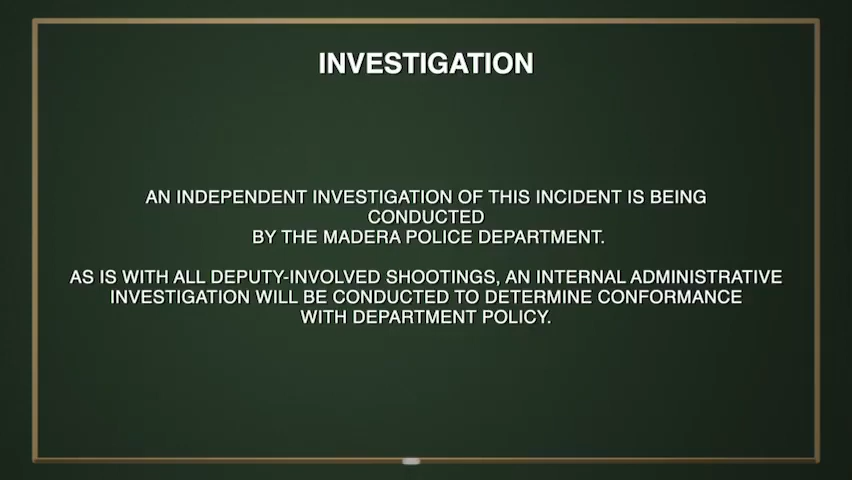 INVESTIGATION
AN INDEPENDENT INVESTIGATION OF THIS INCIDENT IS BEING
CONDUCTED
BY THE MADERA POLICE DEPARTMENT.
AS IS WITH ALL DEPUTY-INVOLVED SHOOTINGS, AN INTERNAL ADMINISTRATIVE
INVESTIGATION WILL BE CONDUCTED TO DETERMINE CONFORMANCE
WITH DEPARTMENT POLICY.